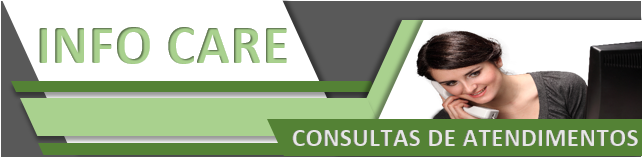 INFO CARE
CONSULTAS DE ATENDIMENTOS